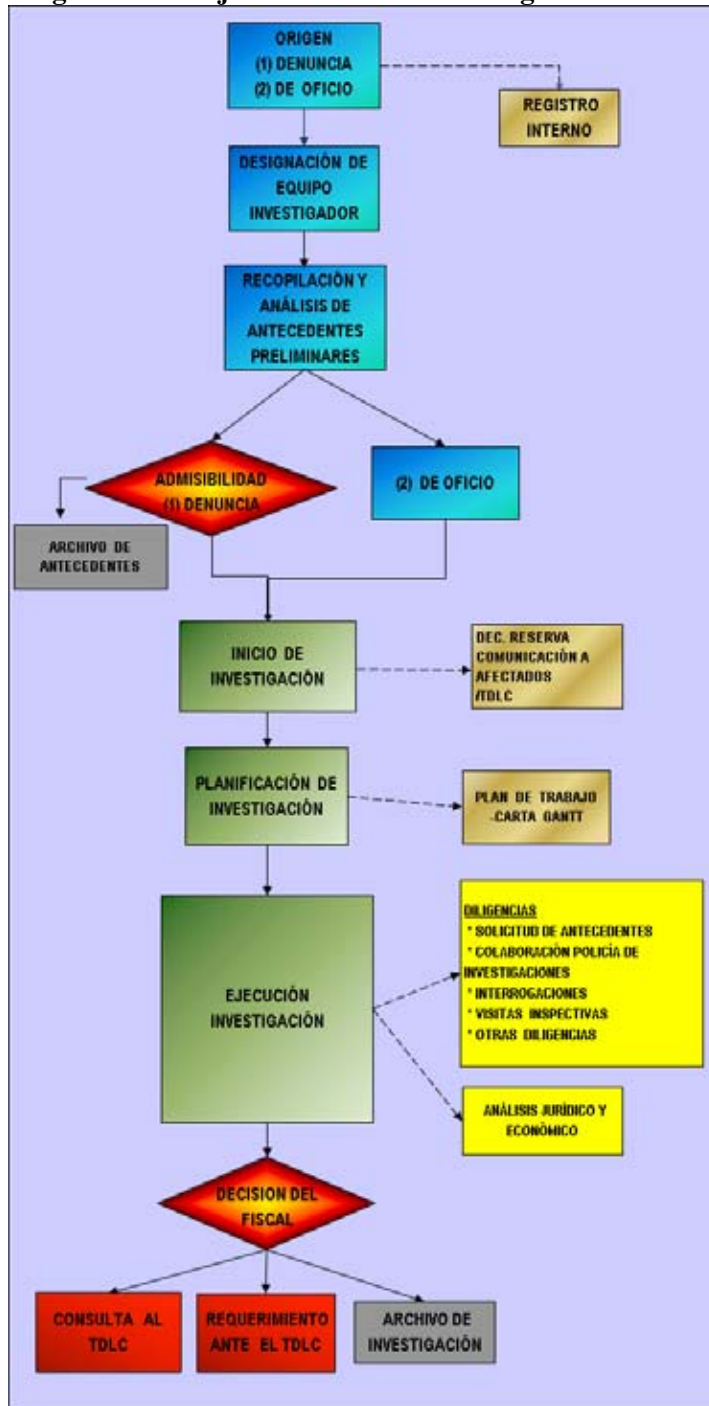 ORIGEN
(1) DENUNCIA
(2) DE OFICIO
REGISTRO
INTERNO
DESIGNACIÓN DE
EQUIPO
INVESTIGADOR
RECOPILACIÓN Y
ANÁLISIS DE
ANTECEDENTES
PRELIMINARES
ADMISIBILIDAD
(1) DENUNCIA
(2) DE OFICIO
ARCHIVO DE
ANTECEDENTES
INICIO DE
INVESTIGACIÓN
DEC. RESERVA
COMUNICACIÓN A
AFECTADOS
/TDLC
PLANIFICACIÓN DE
INVESTIGACIÓN
PLAN DE TRABAJO
-CARTA GANTT
EJECUCIÓN
INVESTIGACIÓN
DILIGENCIAS
* SOLICITUD DE ANTECEDENTES
* COLABORACIÓN POLICÍA DE
INVESTIGACIONES
* INTERROGACIONES
* VISITAS INSPECTIVAS
* OTRAS DILIGENCIAS
ANÁLISIS JURÍDICO Y
ECONÓMICO
DECISION DEL
FISCAL
CONSULTA AL
TDLC
REQUERIMIENTO
ANTE EL TDLC
ARCHIVO DE
INVESTIGACIÓN